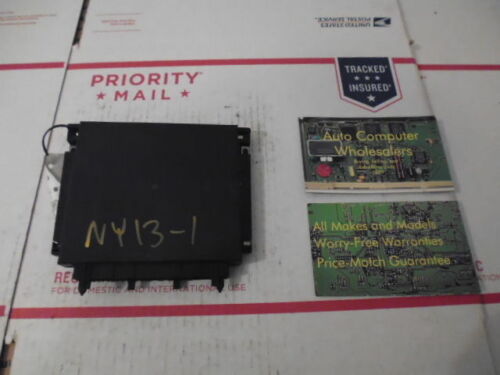 UNITED STATES
POSTAL SERVICE
PRIORITY
MAIL
TRACKED
INSURED
Auto Computer
Wholesalers
NY13-1
All Makes and Models
Worry-Free Warranties
Price-Match Guarantee
FOR DOMESTIC AND INTERNATIONAL USE